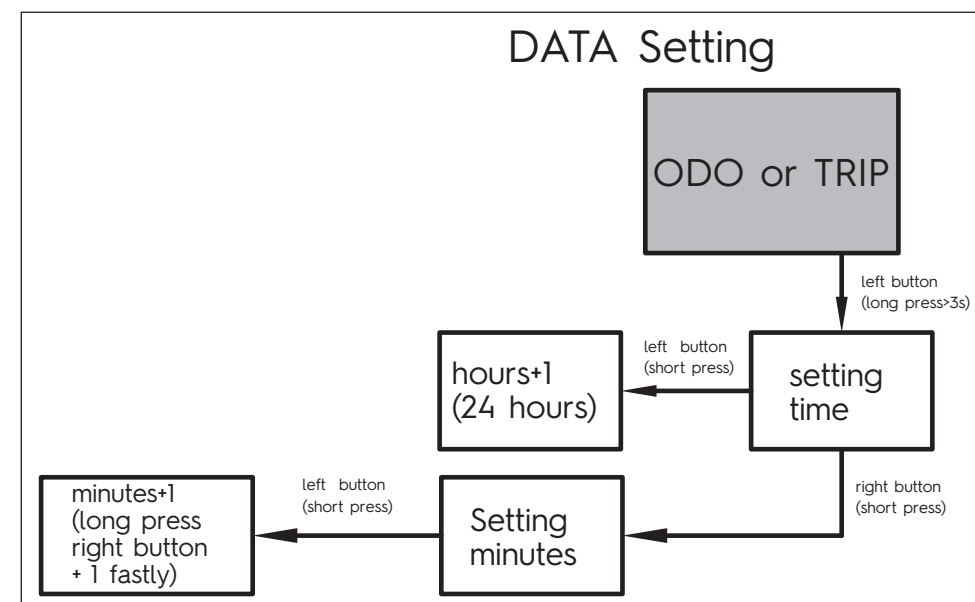 DATA Setting
ODO or TRIP
left button
(long press>3s)
left button
(short press)
hours+1
(24 hours)
setting
time
right button
(short press)
left button
(short press)
minutes+1
(long press
right button
+ 1 fastly)
Setting
minutes